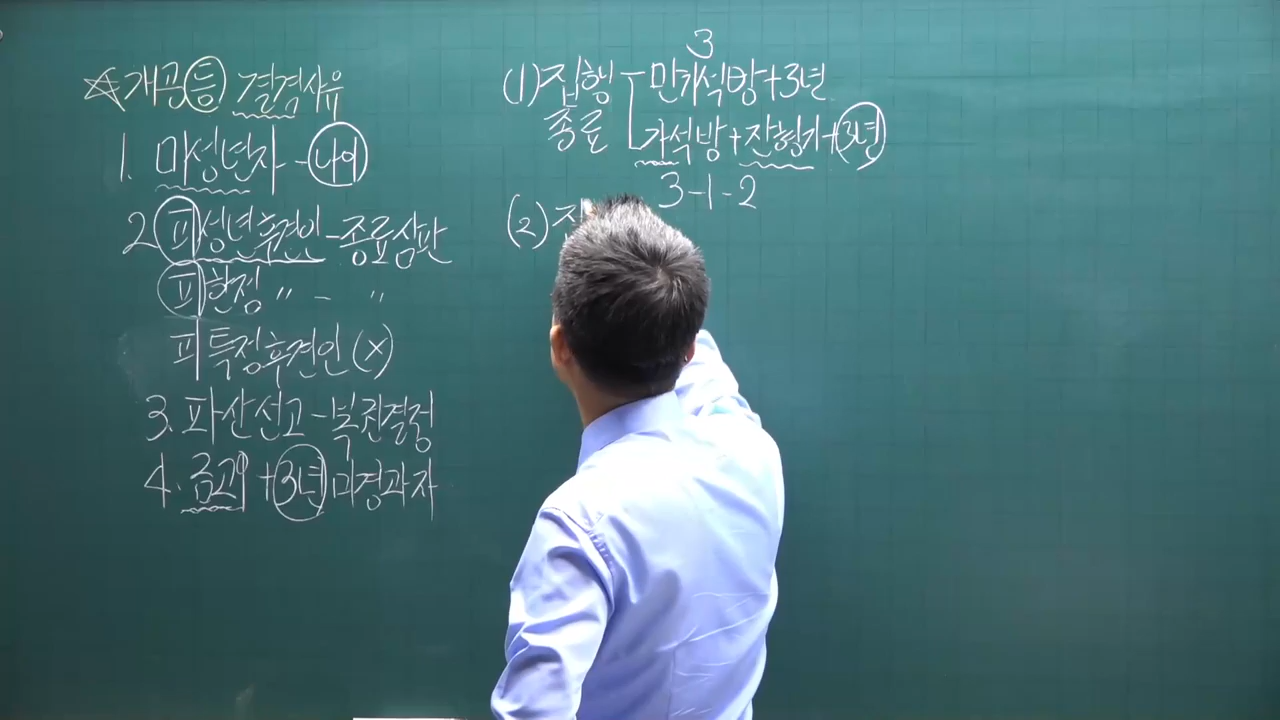 ☆개공등 결격사유
1. 미성년자 - 나이
2 피성년후견인 - 종료심판
피한정 〃 - 〃
피특정후견인 (X)
3. 파산선고 - 복권결정
4. 금고 + 3년 미경과자
3
(1) 집행 만기석방 + 3년
종료 가석방 + 잔형기 + 3년
3-1-2
(2) 집